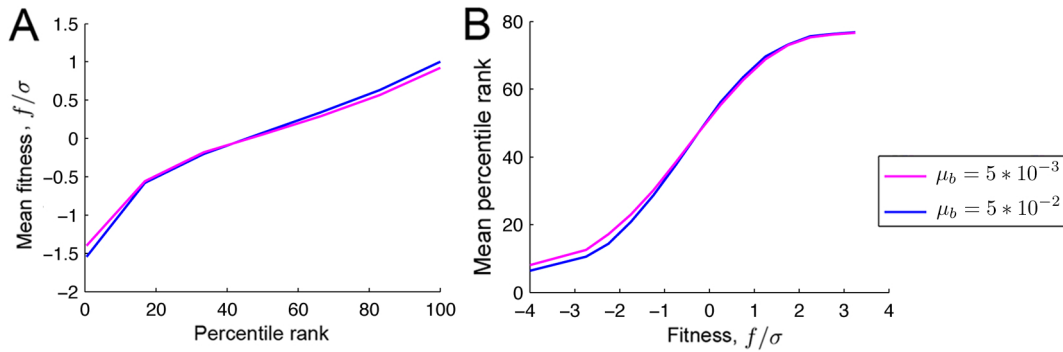 A
Mean fitness, f/σ
1.5
1
0.5
0
−0.5
−1
−1.5
−2
0 20 40 60 80 100
Percentile rank
B
Mean percentile rank
80
60
40
20
0
−4 −3 −2 −1 0 1 2 3 4
Fitness, f/σ
μ_b = 5 * 10^{−3}
μ_b = 5 * 10^{−2}